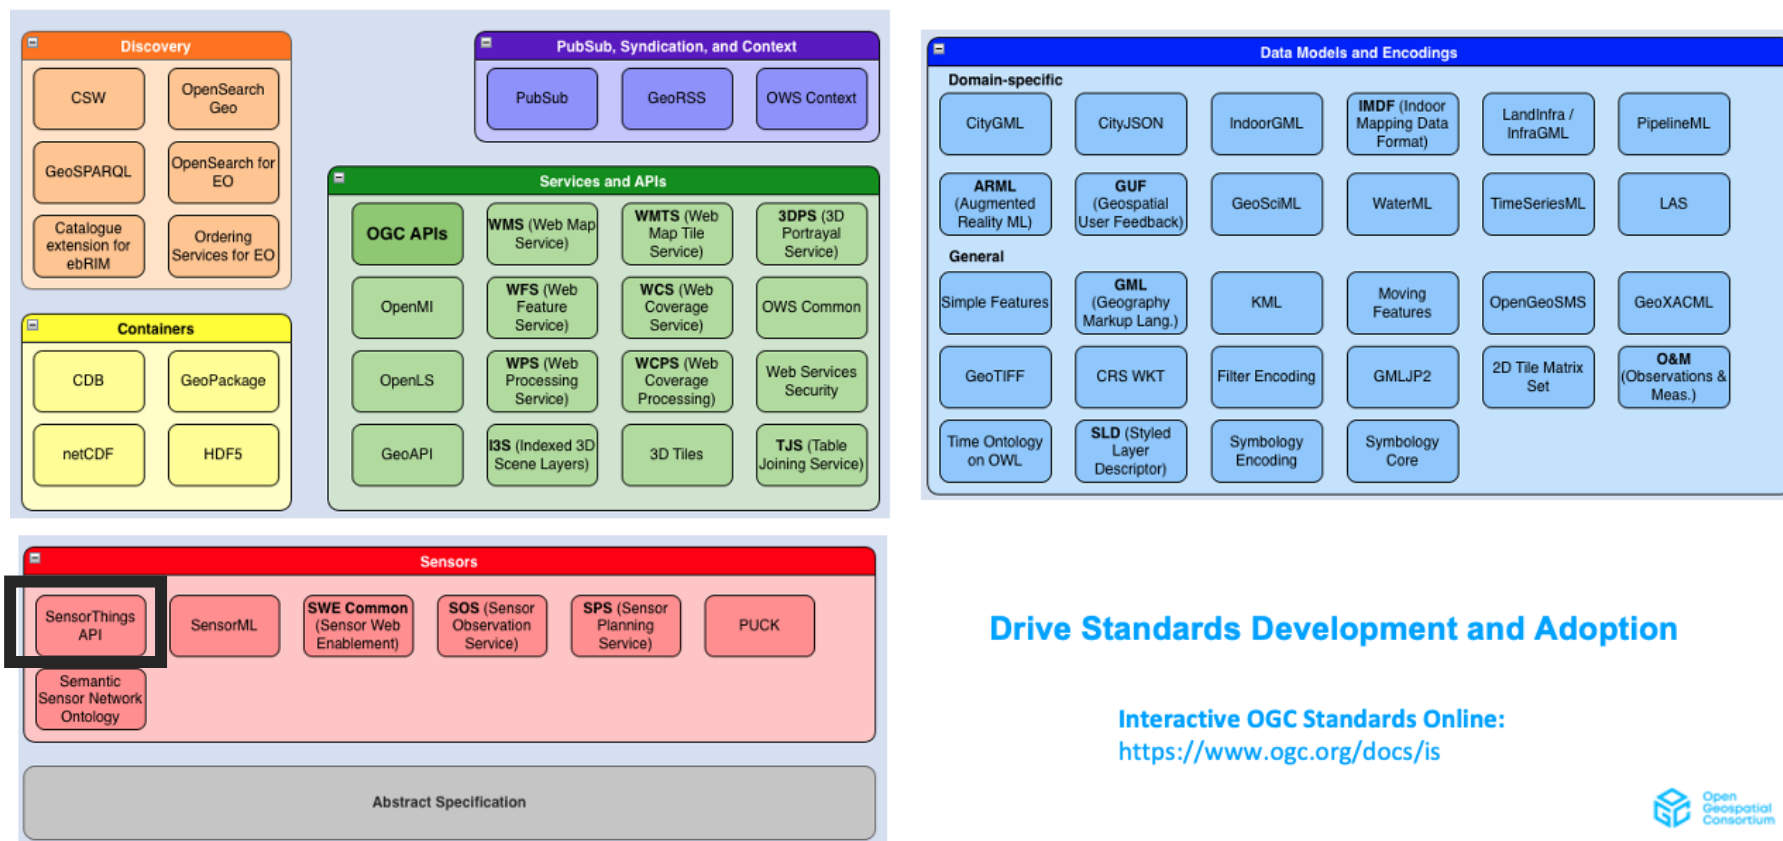 Discovery
CSW
OpenSearch
Geo
GeoSPARQL
OpenSearch for
EO
Catalogue
extension for
ebRIM
Ordering
Services for EO
Containers
CDB
GeoPackage
netCDF
HDF5
PubSub, Syndication, and Context
PubSub
GeoRSS
OWS Context
Services and APIs
OGC APIs
WMS (Web Map
Service)
WMTS (Web
Map Tile
Service)
3DPS (3D
Portrayal
Service)
OpenMI
WFS (Web
Feature
Service)
WCS (Web
Coverage
Service)
OWS Common
OpenLS
WPS (Web
Processing
Service)
WCPS (Web
Coverage
Processing)
Web Services
Security
GeoAPI
I3S (Indexed 3D
Scene Layers)
3D Tiles
TJS (Table
Joining Service)
Data Models and Encodings
Domain-specific
CityGML
CityJSON
IndoorGML
IMDF (Indoor
Mapping Data
Format)
LandInfra /
InfraGML
PipelineML
ARML
(Augmented
Reality ML)
GUF
(Geospatial
User Feedback)
GeoSciML
WaterML
TimeSeriesML
LAS
General
Simple Features
GML
(Geography
Markup Lang.)
KML
Moving
Features
OpenGeoSMS
GeoXACML
GeoTIFF
CRS WKT
Filter Encoding
GMLJP2
2D Tile Matrix
Set
O&M
(Observations &
Meas.)
Time Ontology
on OWL
SLD (Styled
Layer
Descriptor)
Symbology
Encoding
Symbology
Core
Sensors
SensorThings
API
SensorML
SWE Common
(Sensor Web
Enablement)
SOS (Sensor
Observation
Service)
SPS (Sensor
Planning
Service)
PUCK
Semantic
Sensor Network
Ontology
Abstract Specification
Drive Standards Development and Adoption
Interactive OGC Standards Online:
https://www.ogc.org/docs/is
Open
Geospatial
Consortium